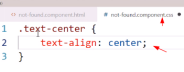 not-found.component.html # not-found.component.css
1 .text-center {
2 text-align: center;
3 }